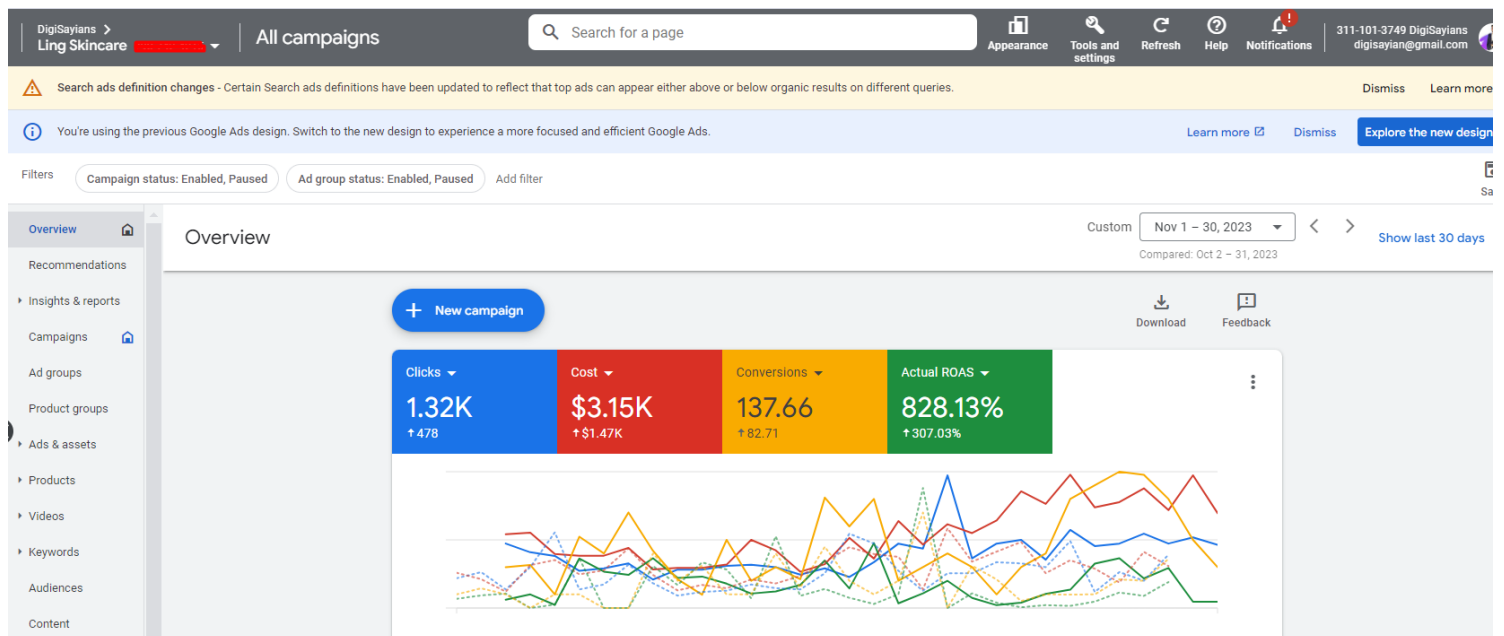 DigiSayians
Ling Skincare
All campaigns
Search for a page
Appearance
Tools and
settings
Refresh
Help
!
Notifications
311-101-3749 DigiSayians
digisayian@gmail.com
Search ads definition changes - Certain Search ads definitions have been updated to reflect that top ads can appear either above or below organic results on different queries.
Dismiss
Learn more
You're using the previous Google Ads design. Switch to the new design to experience a more focused and efficient Google Ads.
Learn more
Dismiss
Explore the new design
Filters
Campaign status: Enabled, Paused
Ad group status: Enabled, Paused
Add filter
Sa
Overview
Recommendations
Insights & reports
Campaigns
Ad groups
Product groups
Ads & assets
Products
Videos
Keywords
Audiences
Content
Overview
Custom
Nov 1 – 30, 2023
Show last 30 days
Compared: Oct 2 – 31, 2023
+ New campaign
Download
Feedback
Clicks
1.32K
↑478
Cost
$3.15K
↑$1.47K
Conversions
137.66
↑82.71
Actual ROAS
828.13%
↑307.03%